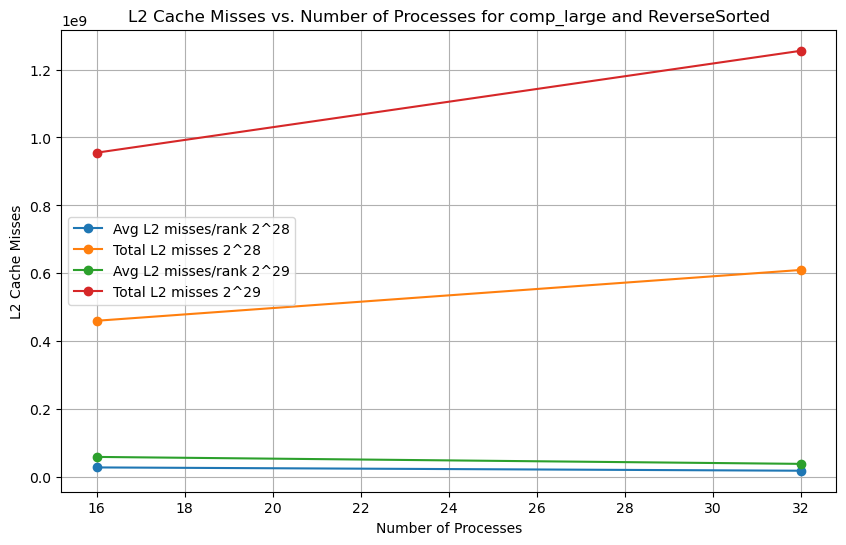 L2 Cache Misses vs. Number of Processes for comp_large and ReverseSorted
1e9
1.2
1.0
0.8
0.6
0.4
0.2
0.0
L2 Cache Misses
Avg L2 misses/rank 2^28
Total L2 misses 2^28
Avg L2 misses/rank 2^29
Total L2 misses 2^29
16 18 20 22 24 26 28 30 32
Number of Processes